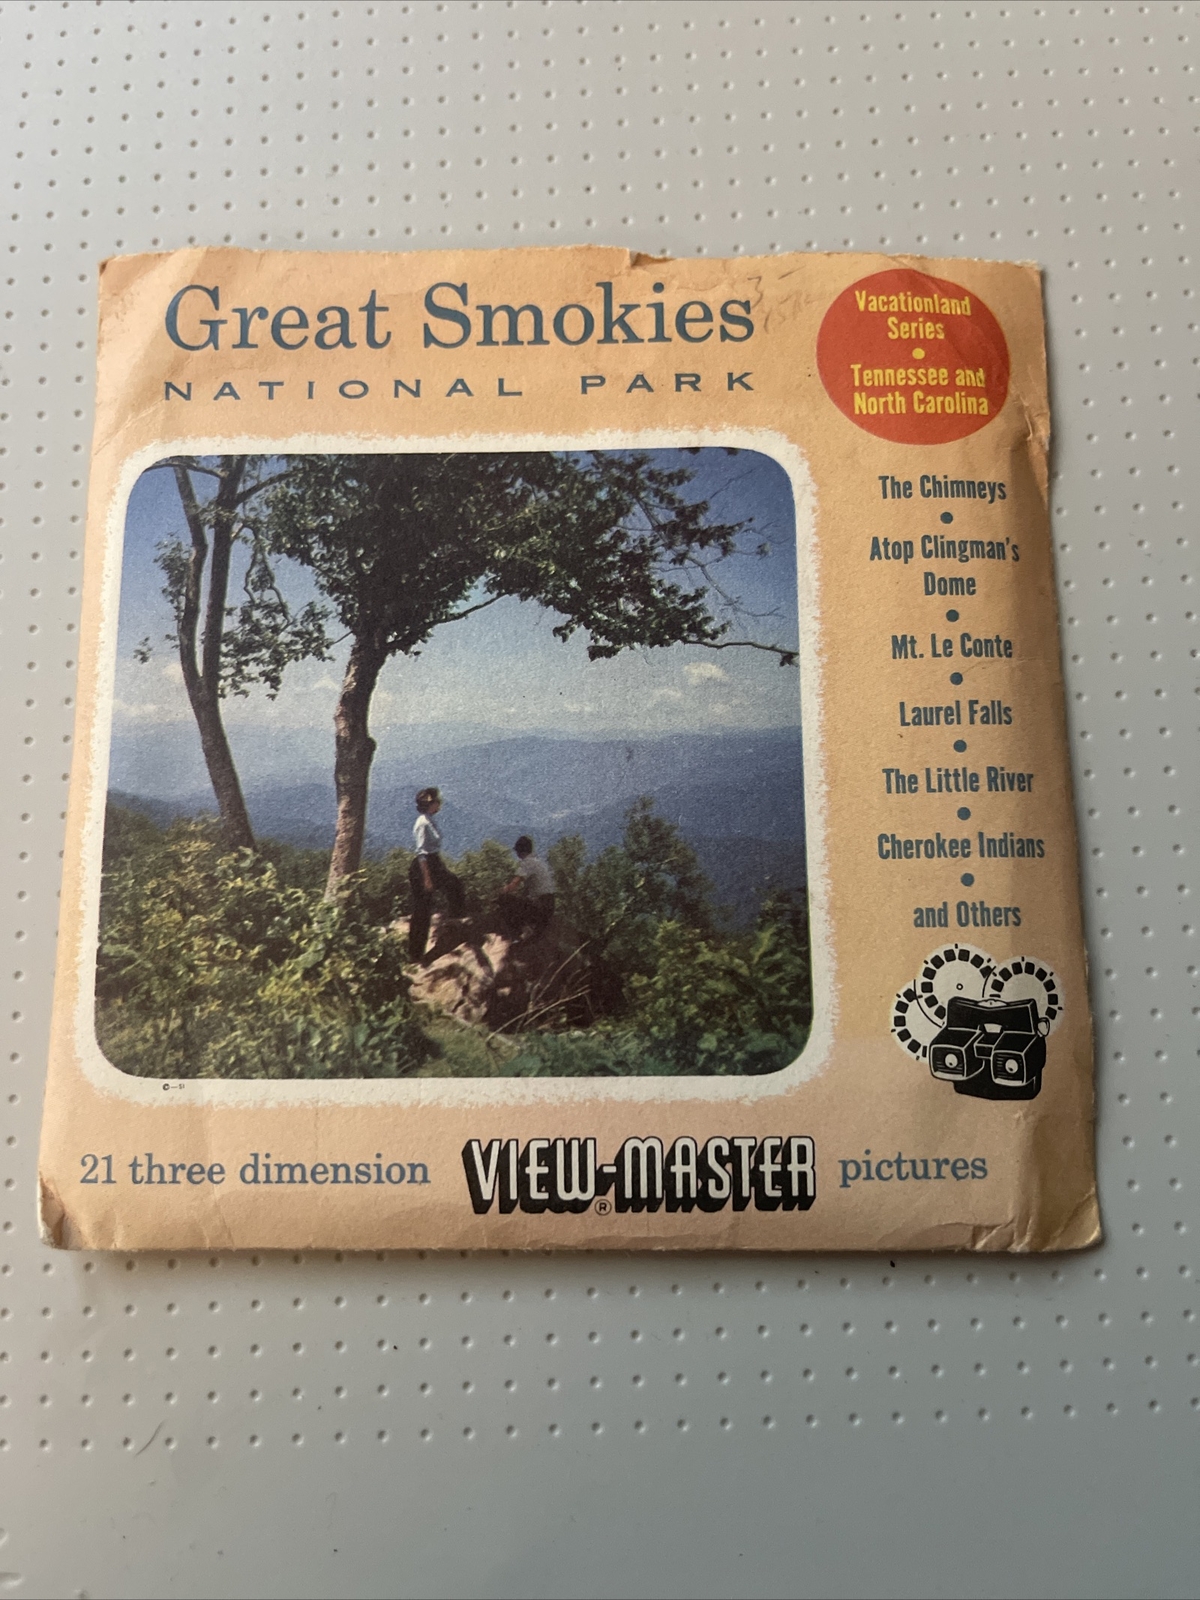 Great Smokies
NATIONAL PARK
Vacationland
Series
•
Tennessee and
North Carolina
The Chimneys
•
Atop Clingman's
Dome
•
Mt. Le Conte
•
Laurel Falls
•
The Little River
•
Cherokee Indians
•
and Others
21 three dimension VIEW-MASTER® pictures